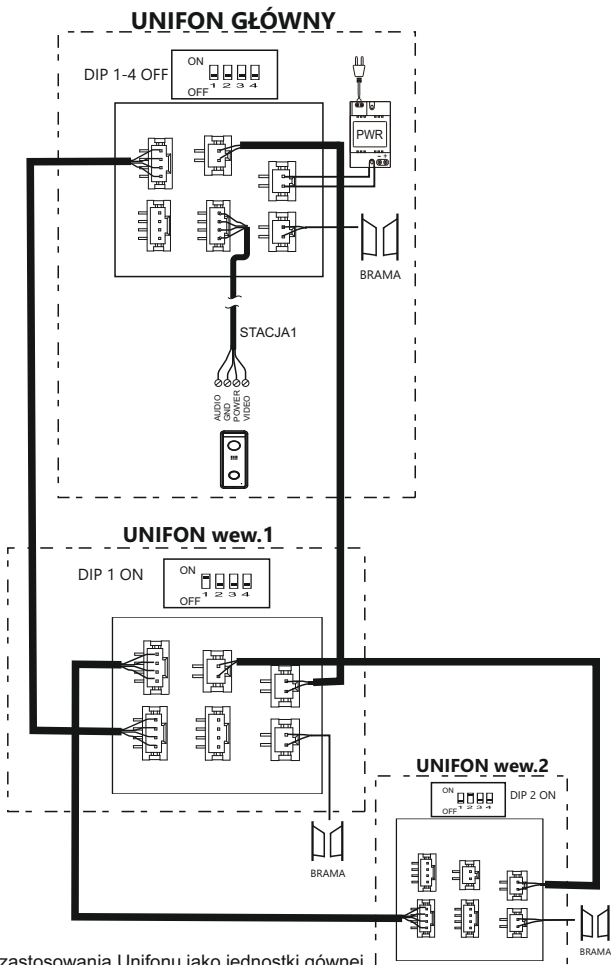 UNIFON GŁÓWNY
DIP 1-4 OFF
ON
1 2 3 4
OFF
PWR
- +
BRAMA
STACJA1
AUDIO
GND
POWER
VIDEO
UNIFON wew.1
DIP 1 ON
ON
1 2 3 4
OFF
BRAMA
UNIFON wew.2
ON
1 2 3 4
OFF
DIP 2 ON
BRAMA
zastosowania Unifonu jako jednostki gównej